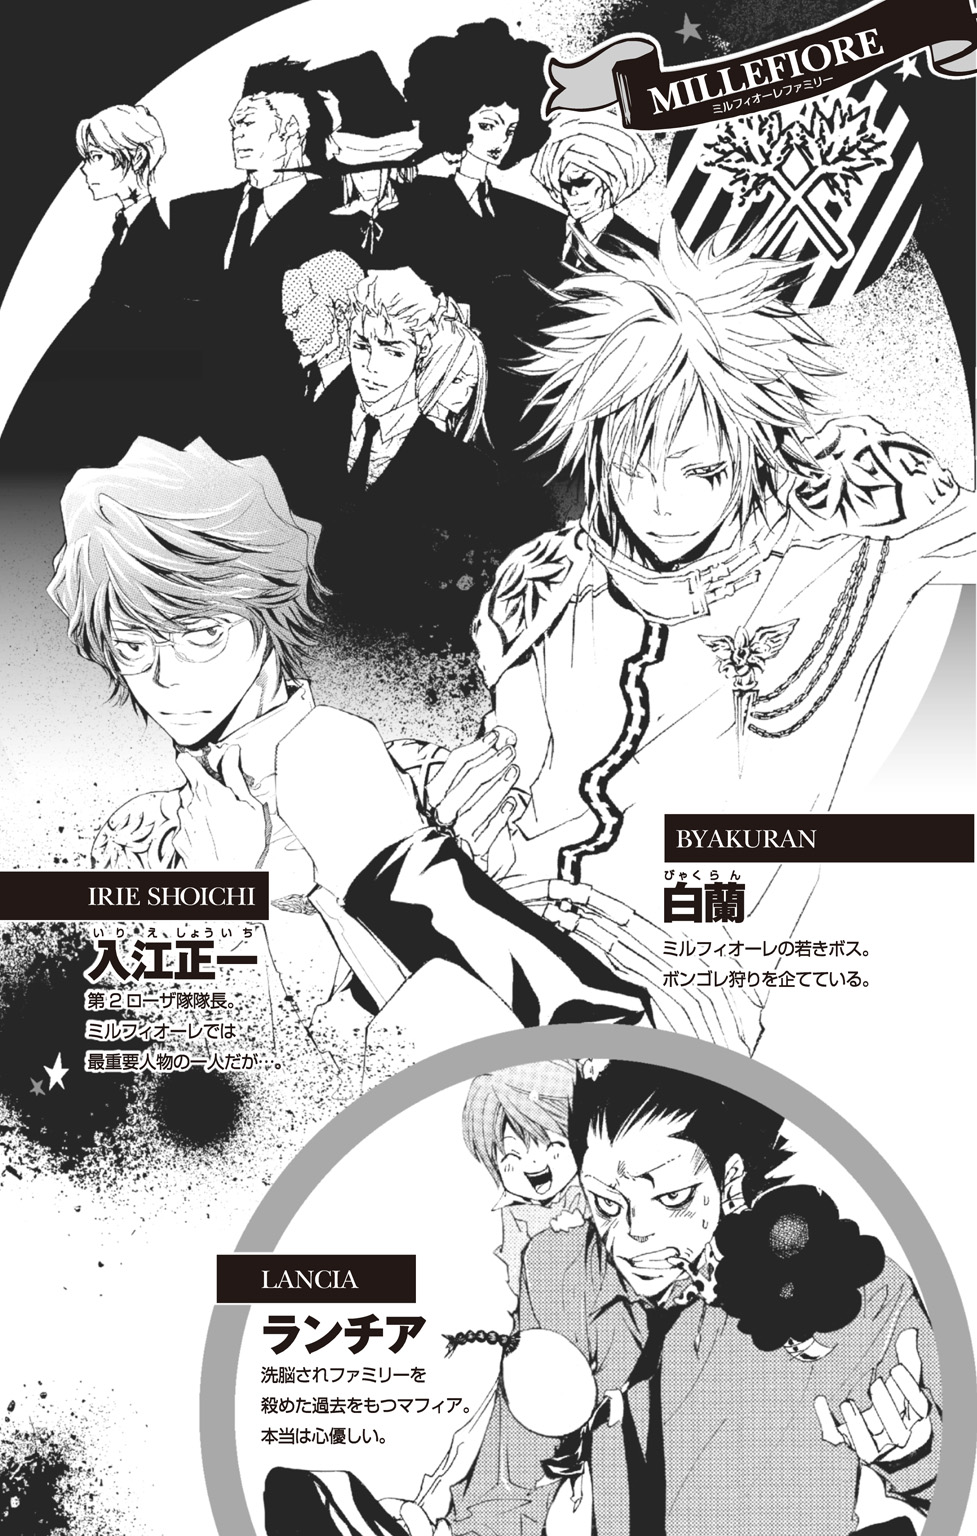 MILLEFIORE
ミルフィオーレファミリー
BYAKURAN
びゃくらん
白蘭
ミルフィオーレの若きボス。
ボンゴレ狩りを企てている。
IRIE SHOICHI
いりえしょういち
入江正一
第2ローザ隊隊長。
ミルフィオーレでは
最重要人物の一人だが…。
LANCIA
ランチア
洗脳されファミリーを
殺めた過去をもつマフィア。
本当は心優しい。